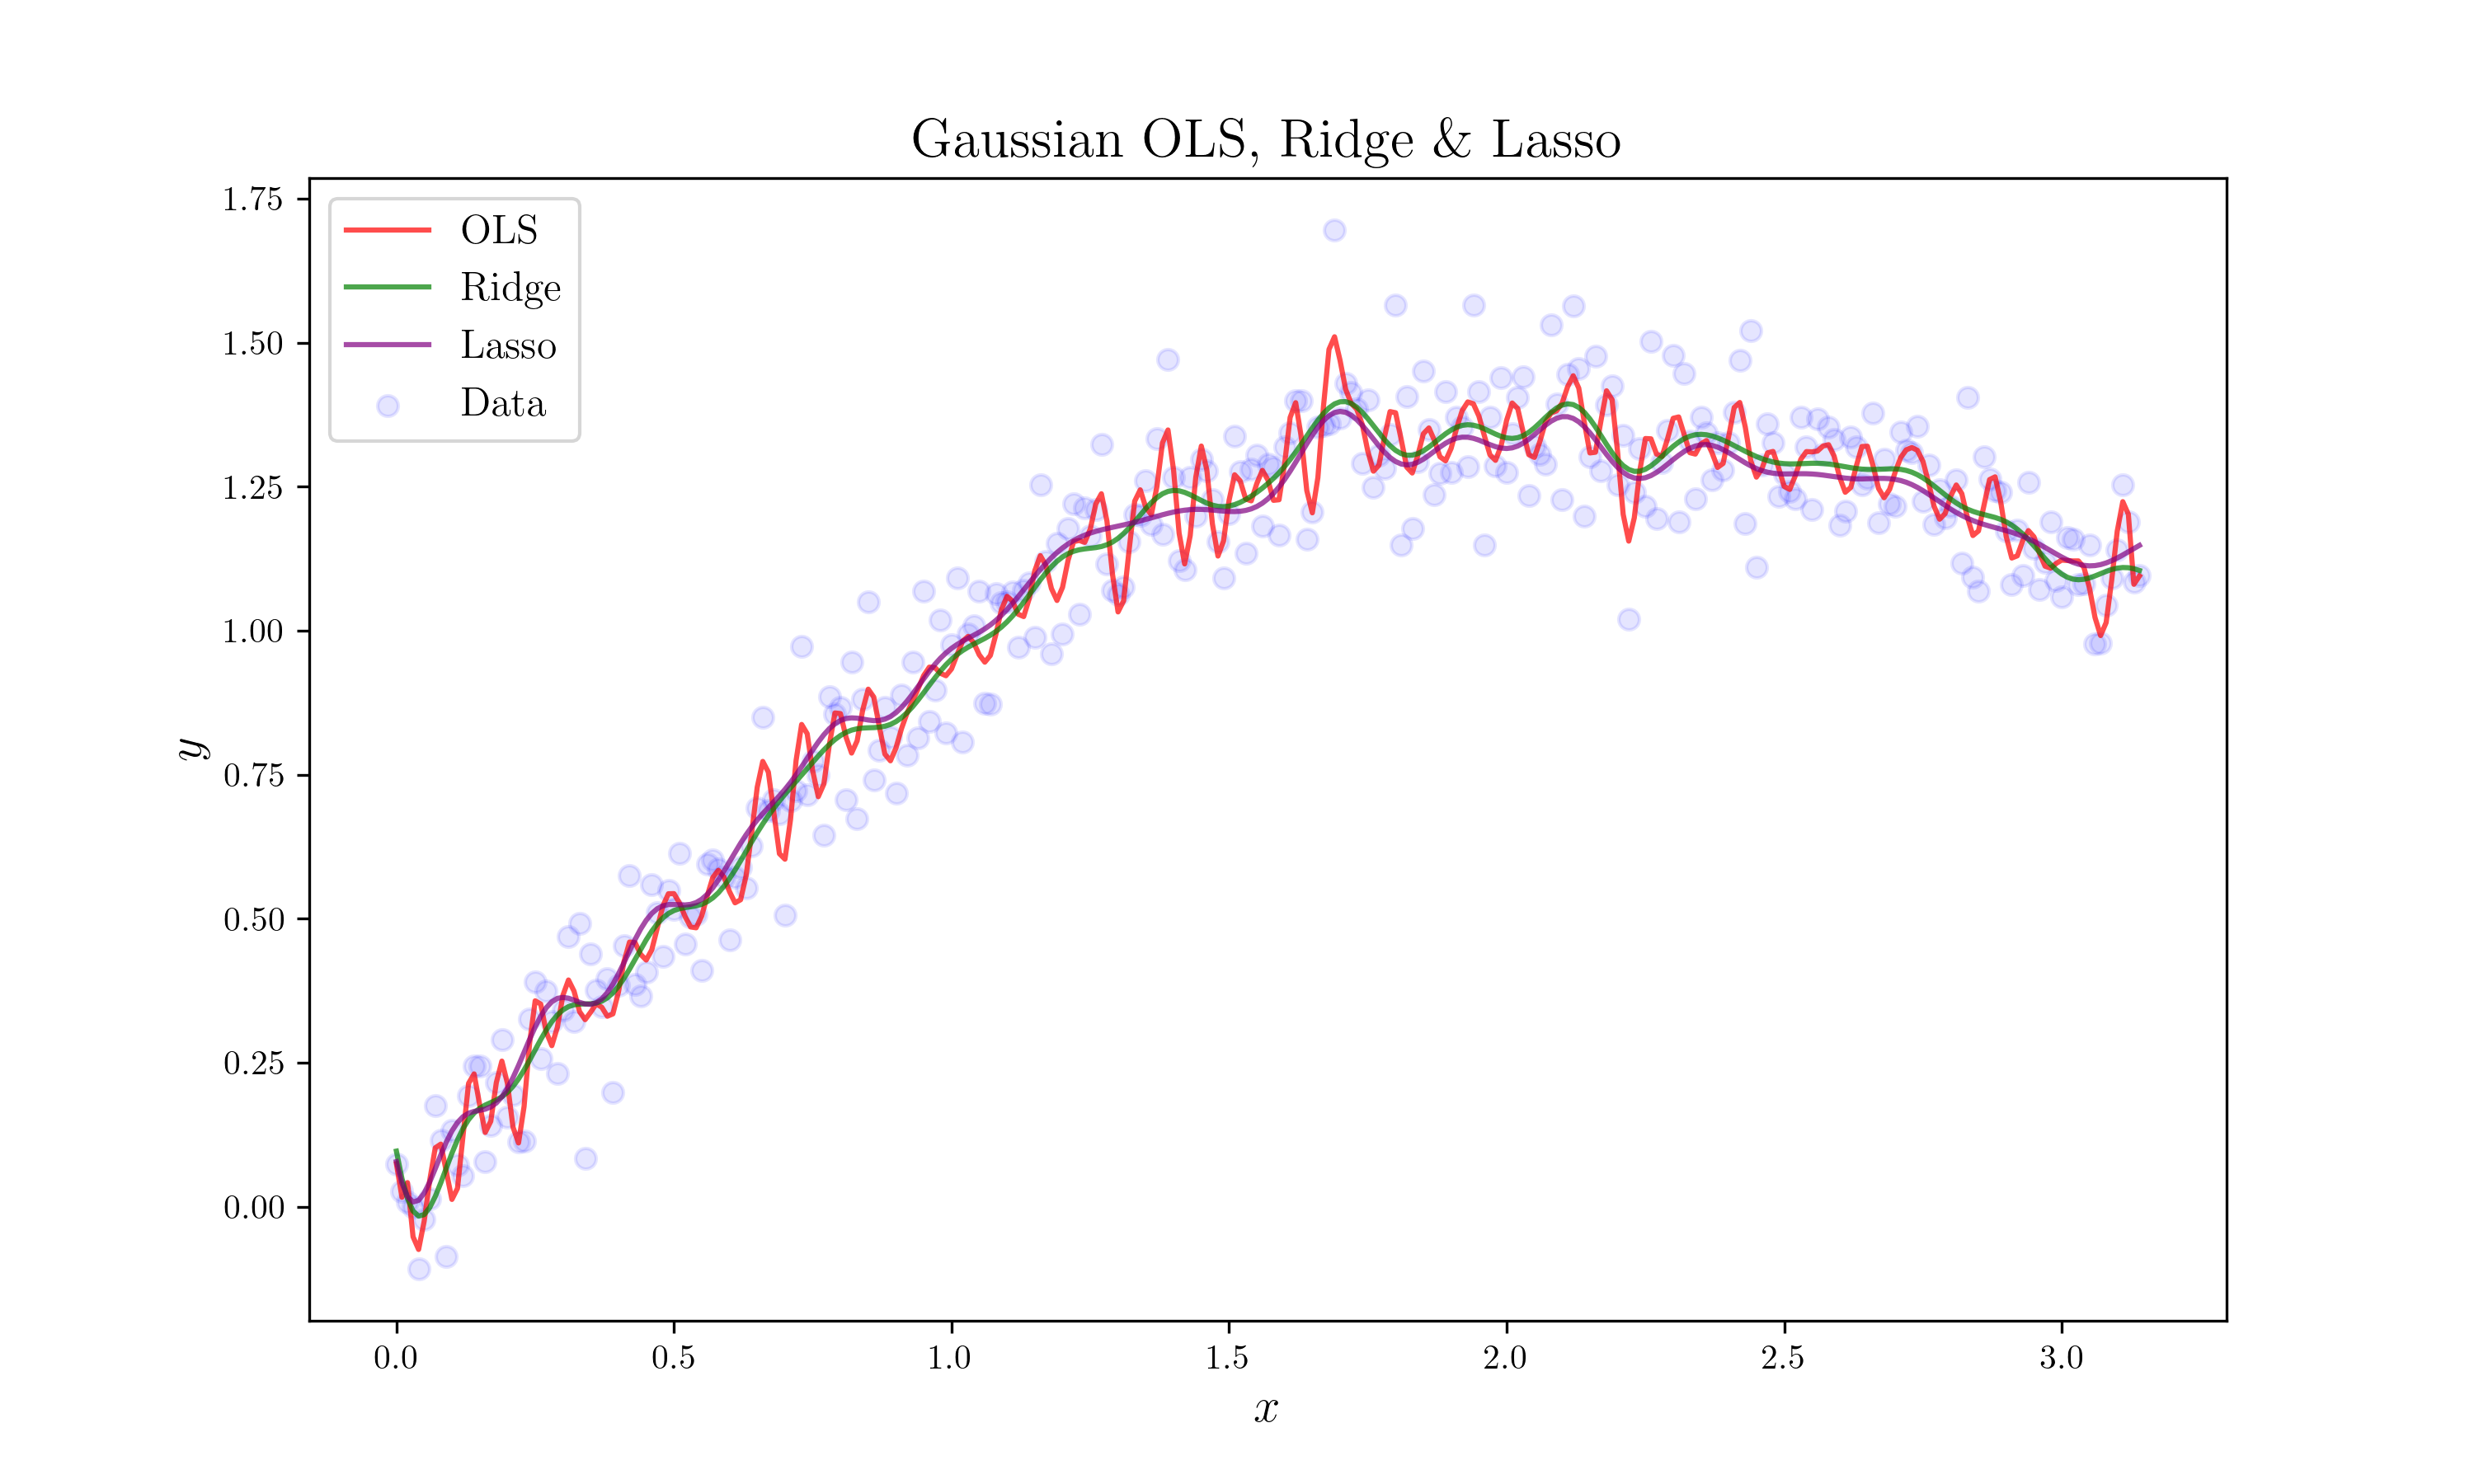 Gaussian OLS, Ridge & Lasso
OLS
Ridge
Lasso
Data
1.75
1.50
1.25
1.00
0.75
0.50
0.25
0.00
y
0.0 0.5 1.0 1.5 2.0 2.5 3.0
x